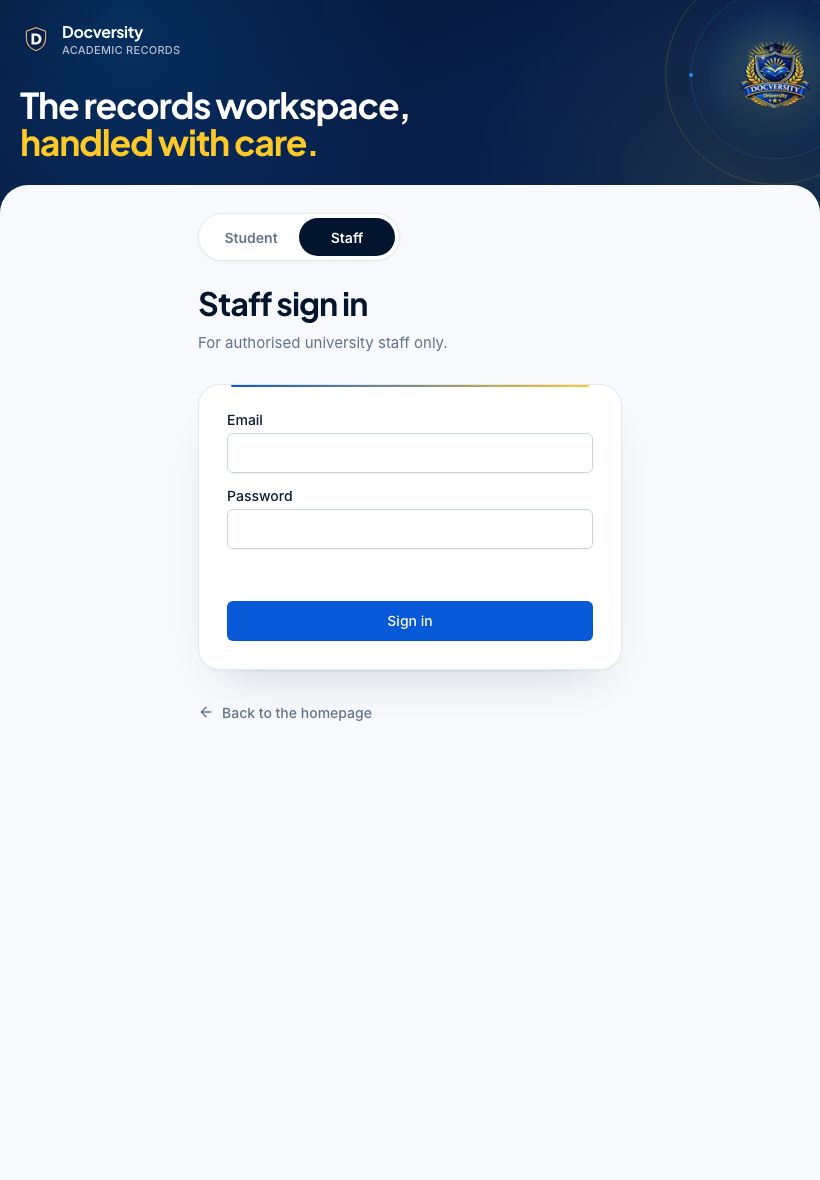 D
Docversity
ACADEMIC RECORDS
DOCVERSITY
University
The records workspace,
handled with care.
Student
Staff
Staff sign in
For authorised university staff only.
Email
Password
Sign in
Back to the homepage